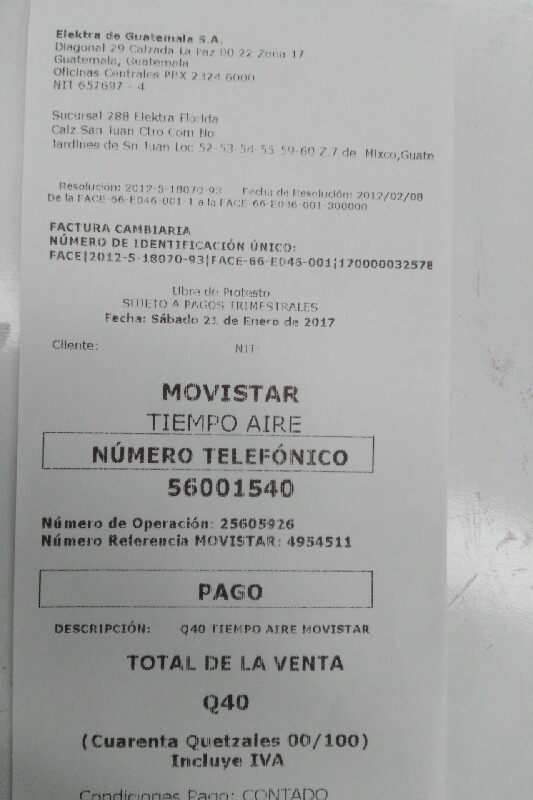 Elektra de Guatemala S.A.
Diagonal 29 Calzada La Paz 00 22 Zona 17
Guatemala, Guatemala
Oficinas Centrales PBX 2324 6000
NIT 657697 - 4
Sucursal 288 Elektra Florida
Calz.San Juan Ctro Com No
Jardines de Sn Juan Loc 52-53-54-55-59-60 Z.7 de Mixco,Guate
Resolución: 2012-5-18070-93 Fecha de Resolución: 2012/02/08
De la FACE-66-E046-001-1 a la FACE-66-E046-001-300000
FACTURA CAMBIARIA
NÚMERO DE IDENTIFICACIÓN ÚNICO:
FACE|2012-5-18070-93|FACE-66-E046-001|170000032578
Libre de Protesto
SUJETO A PAGOS TRIMESTRALES
Fecha: Sábado 21 de Enero de 2017
Cliente: NIT:
MOVISTAR
TIEMPO AIRE
NÚMERO TELEFÓNICO
56001540
Número de Operación: 25605926
Número Referencia MOVISTAR: 4954511
PAGO
DESCRIPCIÓN: Q40 TIEMPO AIRE MOVISTAR
TOTAL DE LA VENTA
Q40
(Cuarenta Quetzales 00/100)
Incluye IVA
Condiciones Pago: CONTADO